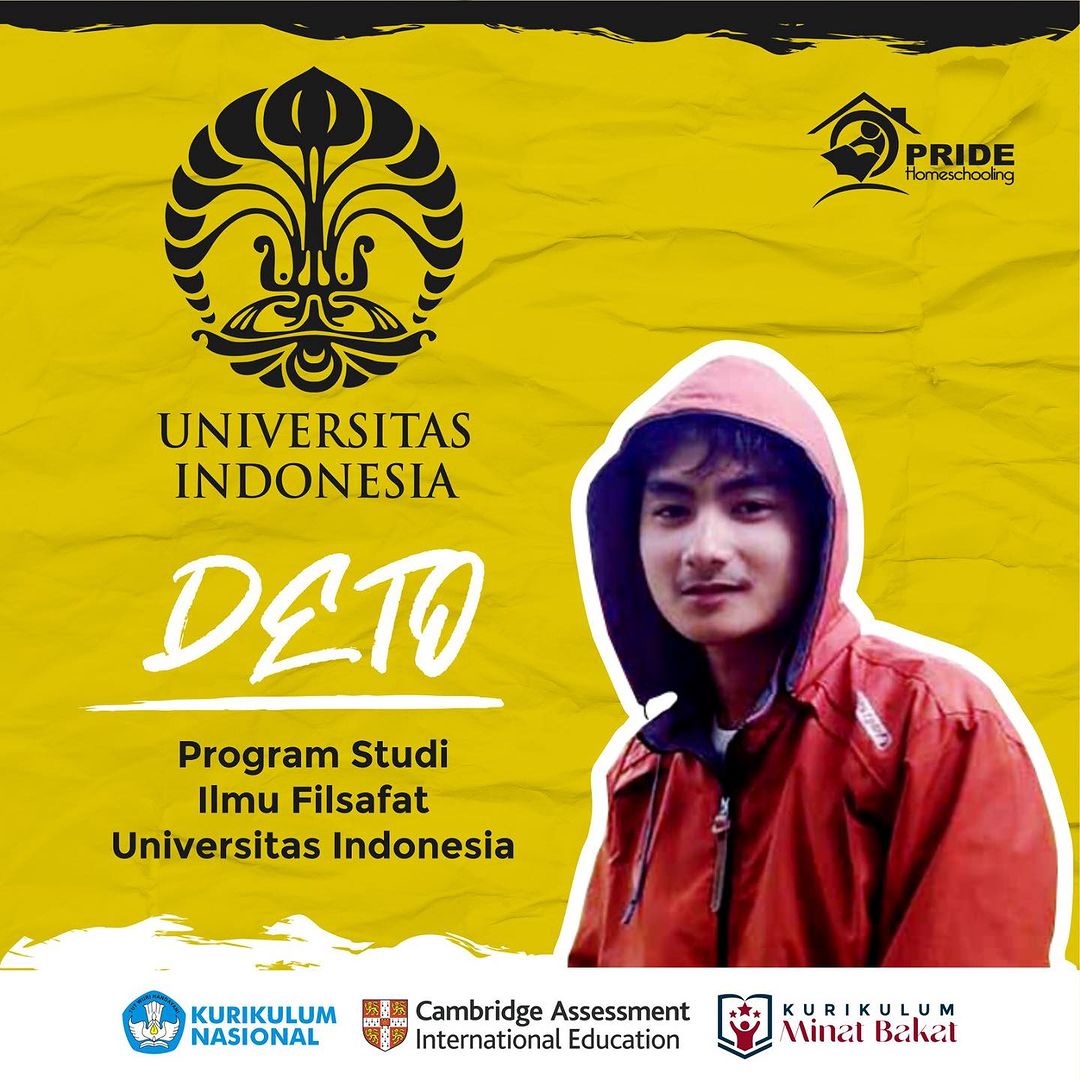 PRIDE
Homeschooling
UNIVERSITAS
INDONESIA
DETO
Program Studi
Ilmu Filsafat
Universitas Indonesia
KURIKULUM
NASIONAL
Cambridge Assessment
International Education
KURIKULUM
Minat Bakat